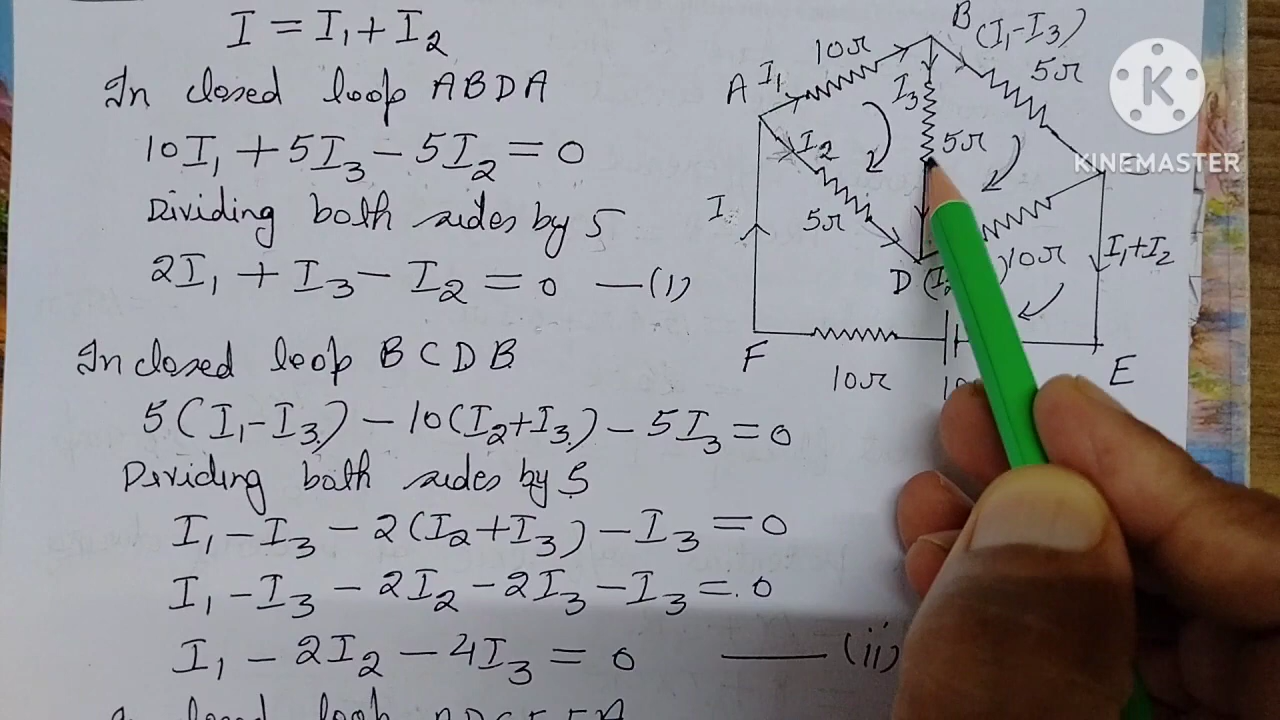 I = I₁ + I₂
In closed loop ABDA
10I₁ + 5I₃ - 5I₂ = 0
Dividing both sides by 5
2I₁ + I₃ - I₂ = 0 —(i)
In closed loop BCDB
5(I₁-I₃) - 10(I₂+I₃) - 5I₃ = 0
Dividing both sides by 5
I₁ - I₃ - 2(I₂+I₃) - I₃ = 0
I₁ - I₃ - 2I₂ - 2I₃ - I₃ = 0
I₁ - 2I₂ - 4I₃ = 0 —(ii)
In closed loop
B (I₁-I₃)
10Ω
5Ω
A I₁
I₃
K
KINEMASTER
I₂
5Ω
5Ω
I
10Ω
I₁+I₂
D
F
10Ω
E